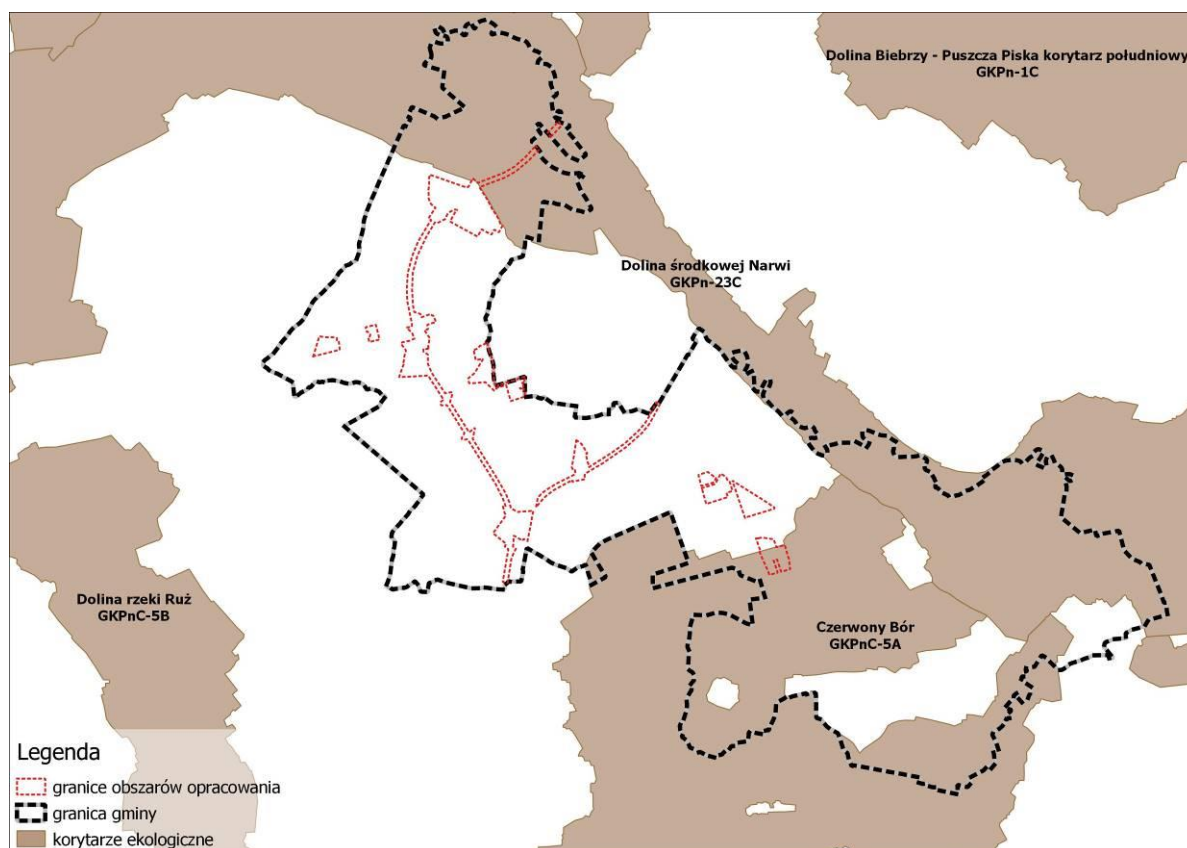 Dolina Biebrzy - Puszcza Piska korytarz południowy
GKPn-1C
Dolina środkowej Narwi
GKPn-23C
Dolina rzeki Ruż
GKPnC-5B
Czerwony Bór
GKPnC-5A
Legenda
granice obszarów opracowania
granica gminy
korytarze ekologiczne